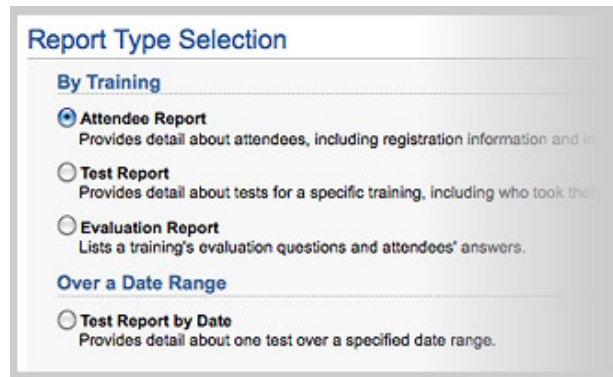 Report Type Selection
By Training
Attendee Report
Provides detail about attendees, including registration information and in
Test Report
Provides detail about tests for a specific training, including who took them
Evaluation Report
Lists a training's evaluation questions and attendees' answers.
Over a Date Range
Test Report by Date
Provides detail about one test over a specified date range.